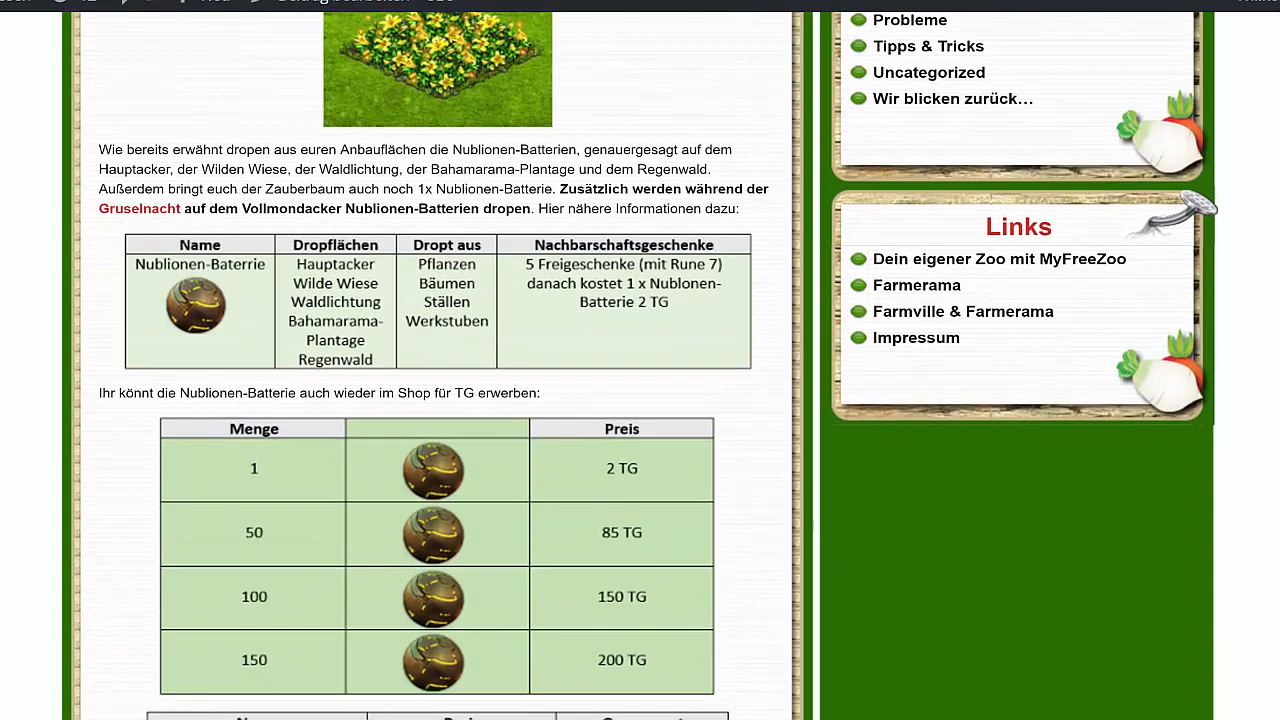 Probleme
Tipps & Tricks
Uncategorized
Wir blicken zurück…
Wie bereits erwähnt dropen aus euren Anbauflächen die Nublionen-Batterien, genauergesagt auf dem
Hauptacker, der Wilden Wiese, der Waldlichtung, der Bahamarama-Plantage und dem Regenwald.
Außerdem bringt euch der Zauberbaum auch noch 1x Nublionen-Batterie. Zusätzlich werden während der
Gruselnacht auf dem Vollmondacker Nublionen-Batterien dropen. Hier nähere Informationen dazu:
Name Dropflächen Dropt aus Nachbarschaftsgeschenke
Nublionen-Baterrie Hauptacker Pflanzen 5 Freigeschenke (mit Rune 7)
Wilde Wiese Bäumen danach kostet 1 x Nublonen-
Waldlichtung Ställen Batterie 2 TG
Bahamarama- Werkstuben
Plantage
Regenwald
Ihr könnt die Nublionen-Batterie auch wieder im Shop für TG erwerben:
Menge Preis
1 2 TG
50 85 TG
100 150 TG
150 200 TG
Links
Dein eigener Zoo mit MyFreeZoo
Farmerama
Farmville & Farmerama
Impressum